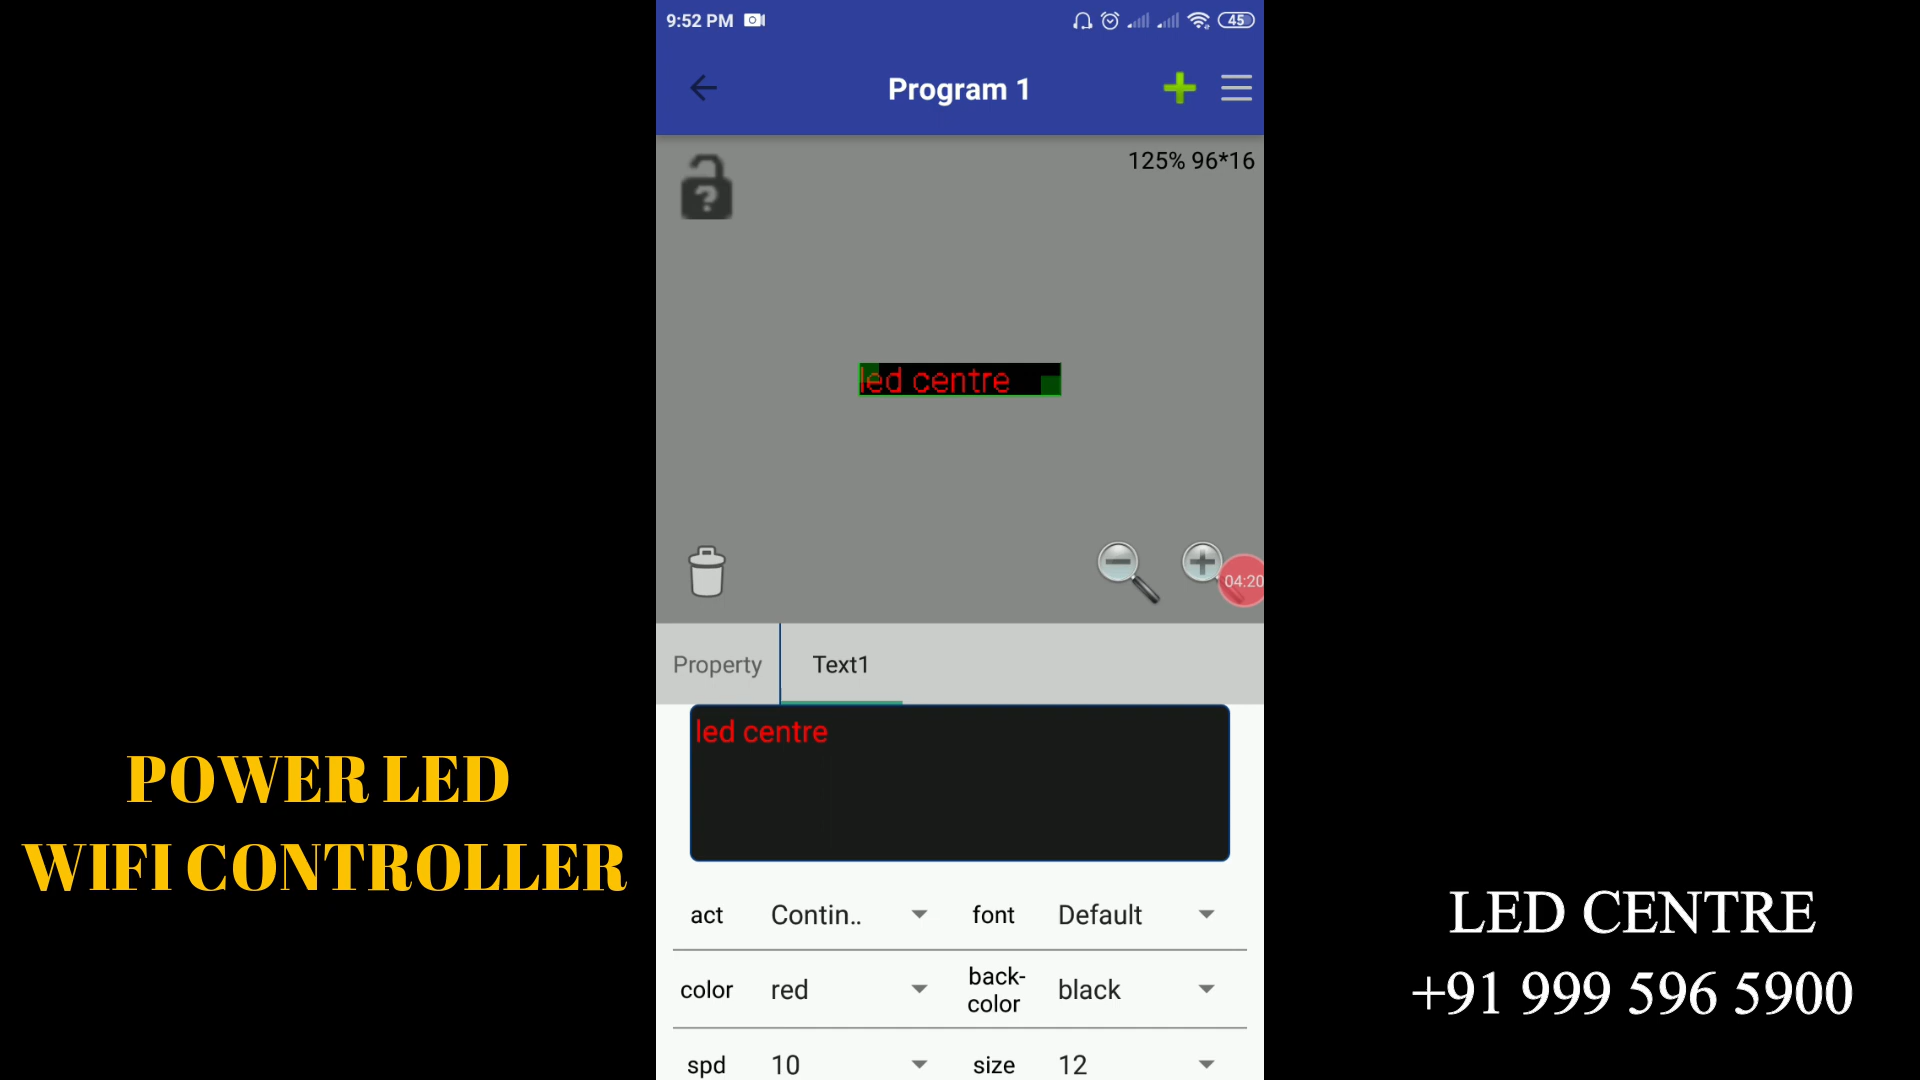 9:52 PM
45
Program 1
125% 96*16
led centre
04:20
Property
Text1
led centre
act Contin.. font Default
color red back-color black
spd 10 size 12
POWER LED
WIFI CONTROLLER
LED CENTRE
+91 999 596 5900